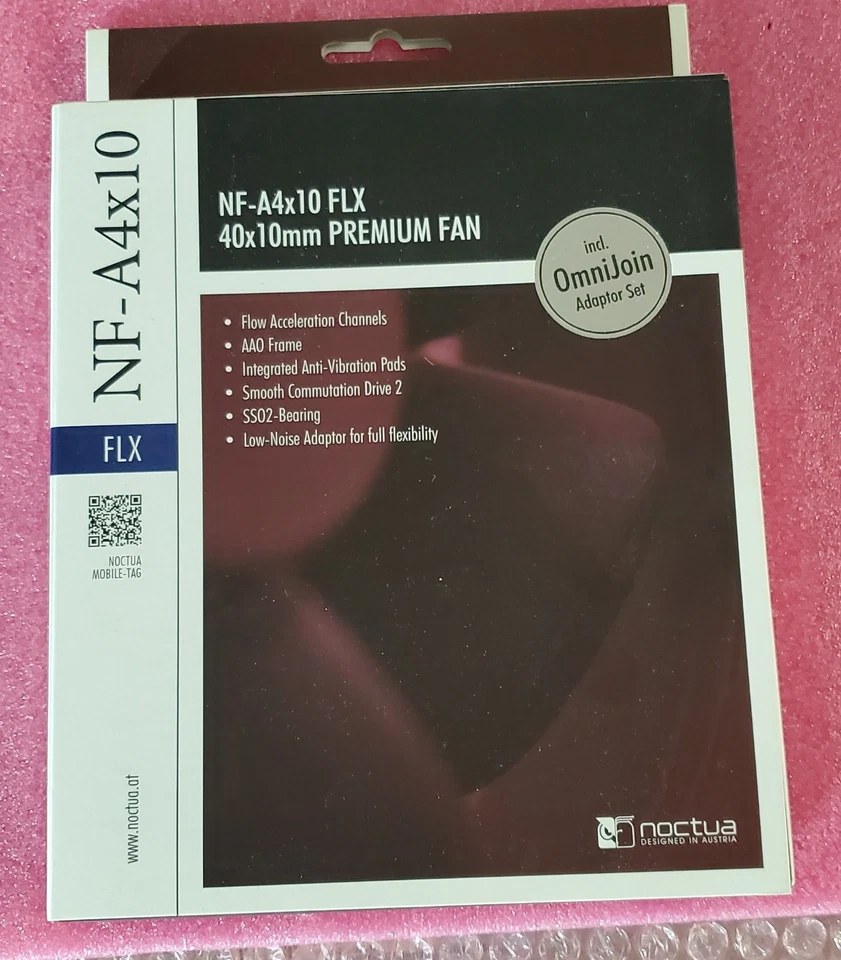 NF-A4x10
FLX
NOCTUA
MOBILE-TAG
www.noctua.at
NF-A4x10 FLX
40x10mm PREMIUM FAN
incl.
OmniJoin
Adaptor Set
• Flow Acceleration Channels
• AAO Frame
• Integrated Anti-Vibration Pads
• Smooth Commutation Drive 2
• SSO2-Bearing
• Low-Noise Adaptor for full flexibility
noctua
DESIGNED IN AUSTRIA